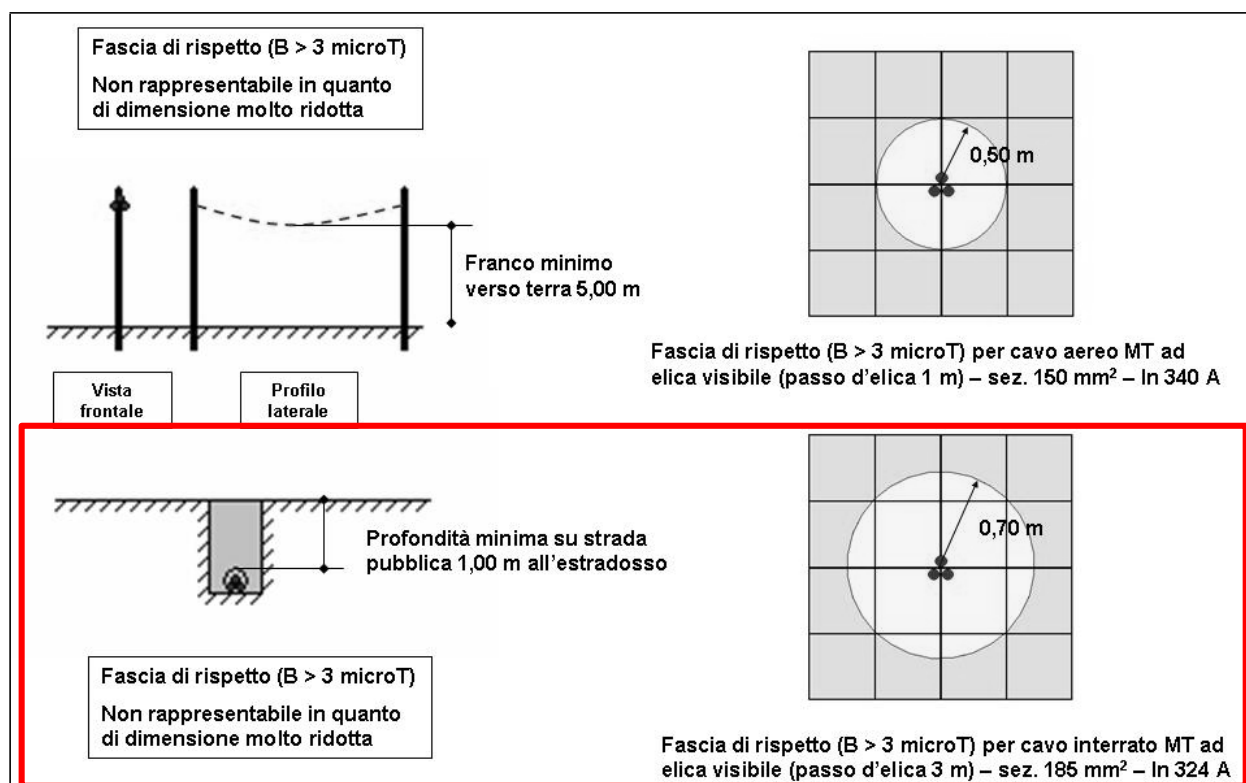 Fascia di rispetto (B > 3 microT)
Non rappresentabile in quanto
di dimensione molto ridotta
0,50 m
Franco minimo
verso terra 5,00 m
Vista
frontale
Profilo
laterale
Fascia di rispetto (B > 3 microT) per cavo aereo MT ad
elica visibile (passo d'elica 1 m) – sez. 150 mm² – In 340 A
Profondità minima su strada
pubblica 1,00 m all'estradosso
0,70 m
Fascia di rispetto (B > 3 microT)
Non rappresentabile in quanto
di dimensione molto ridotta
Fascia di rispetto (B > 3 microT) per cavo interrato MT ad
elica visibile (passo d'elica 3 m) – sez. 185 mm² – In 324 A